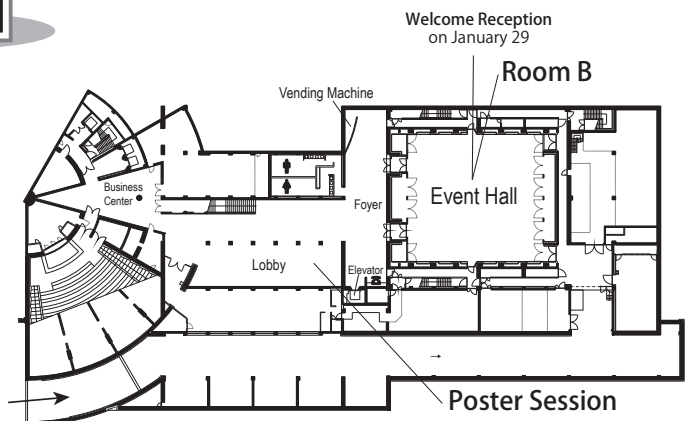 Welcome Reception
on January 29
Room B
Vending Machine
Business
Center
Foyer
Event Hall
Lobby
Elevator
Poster Session